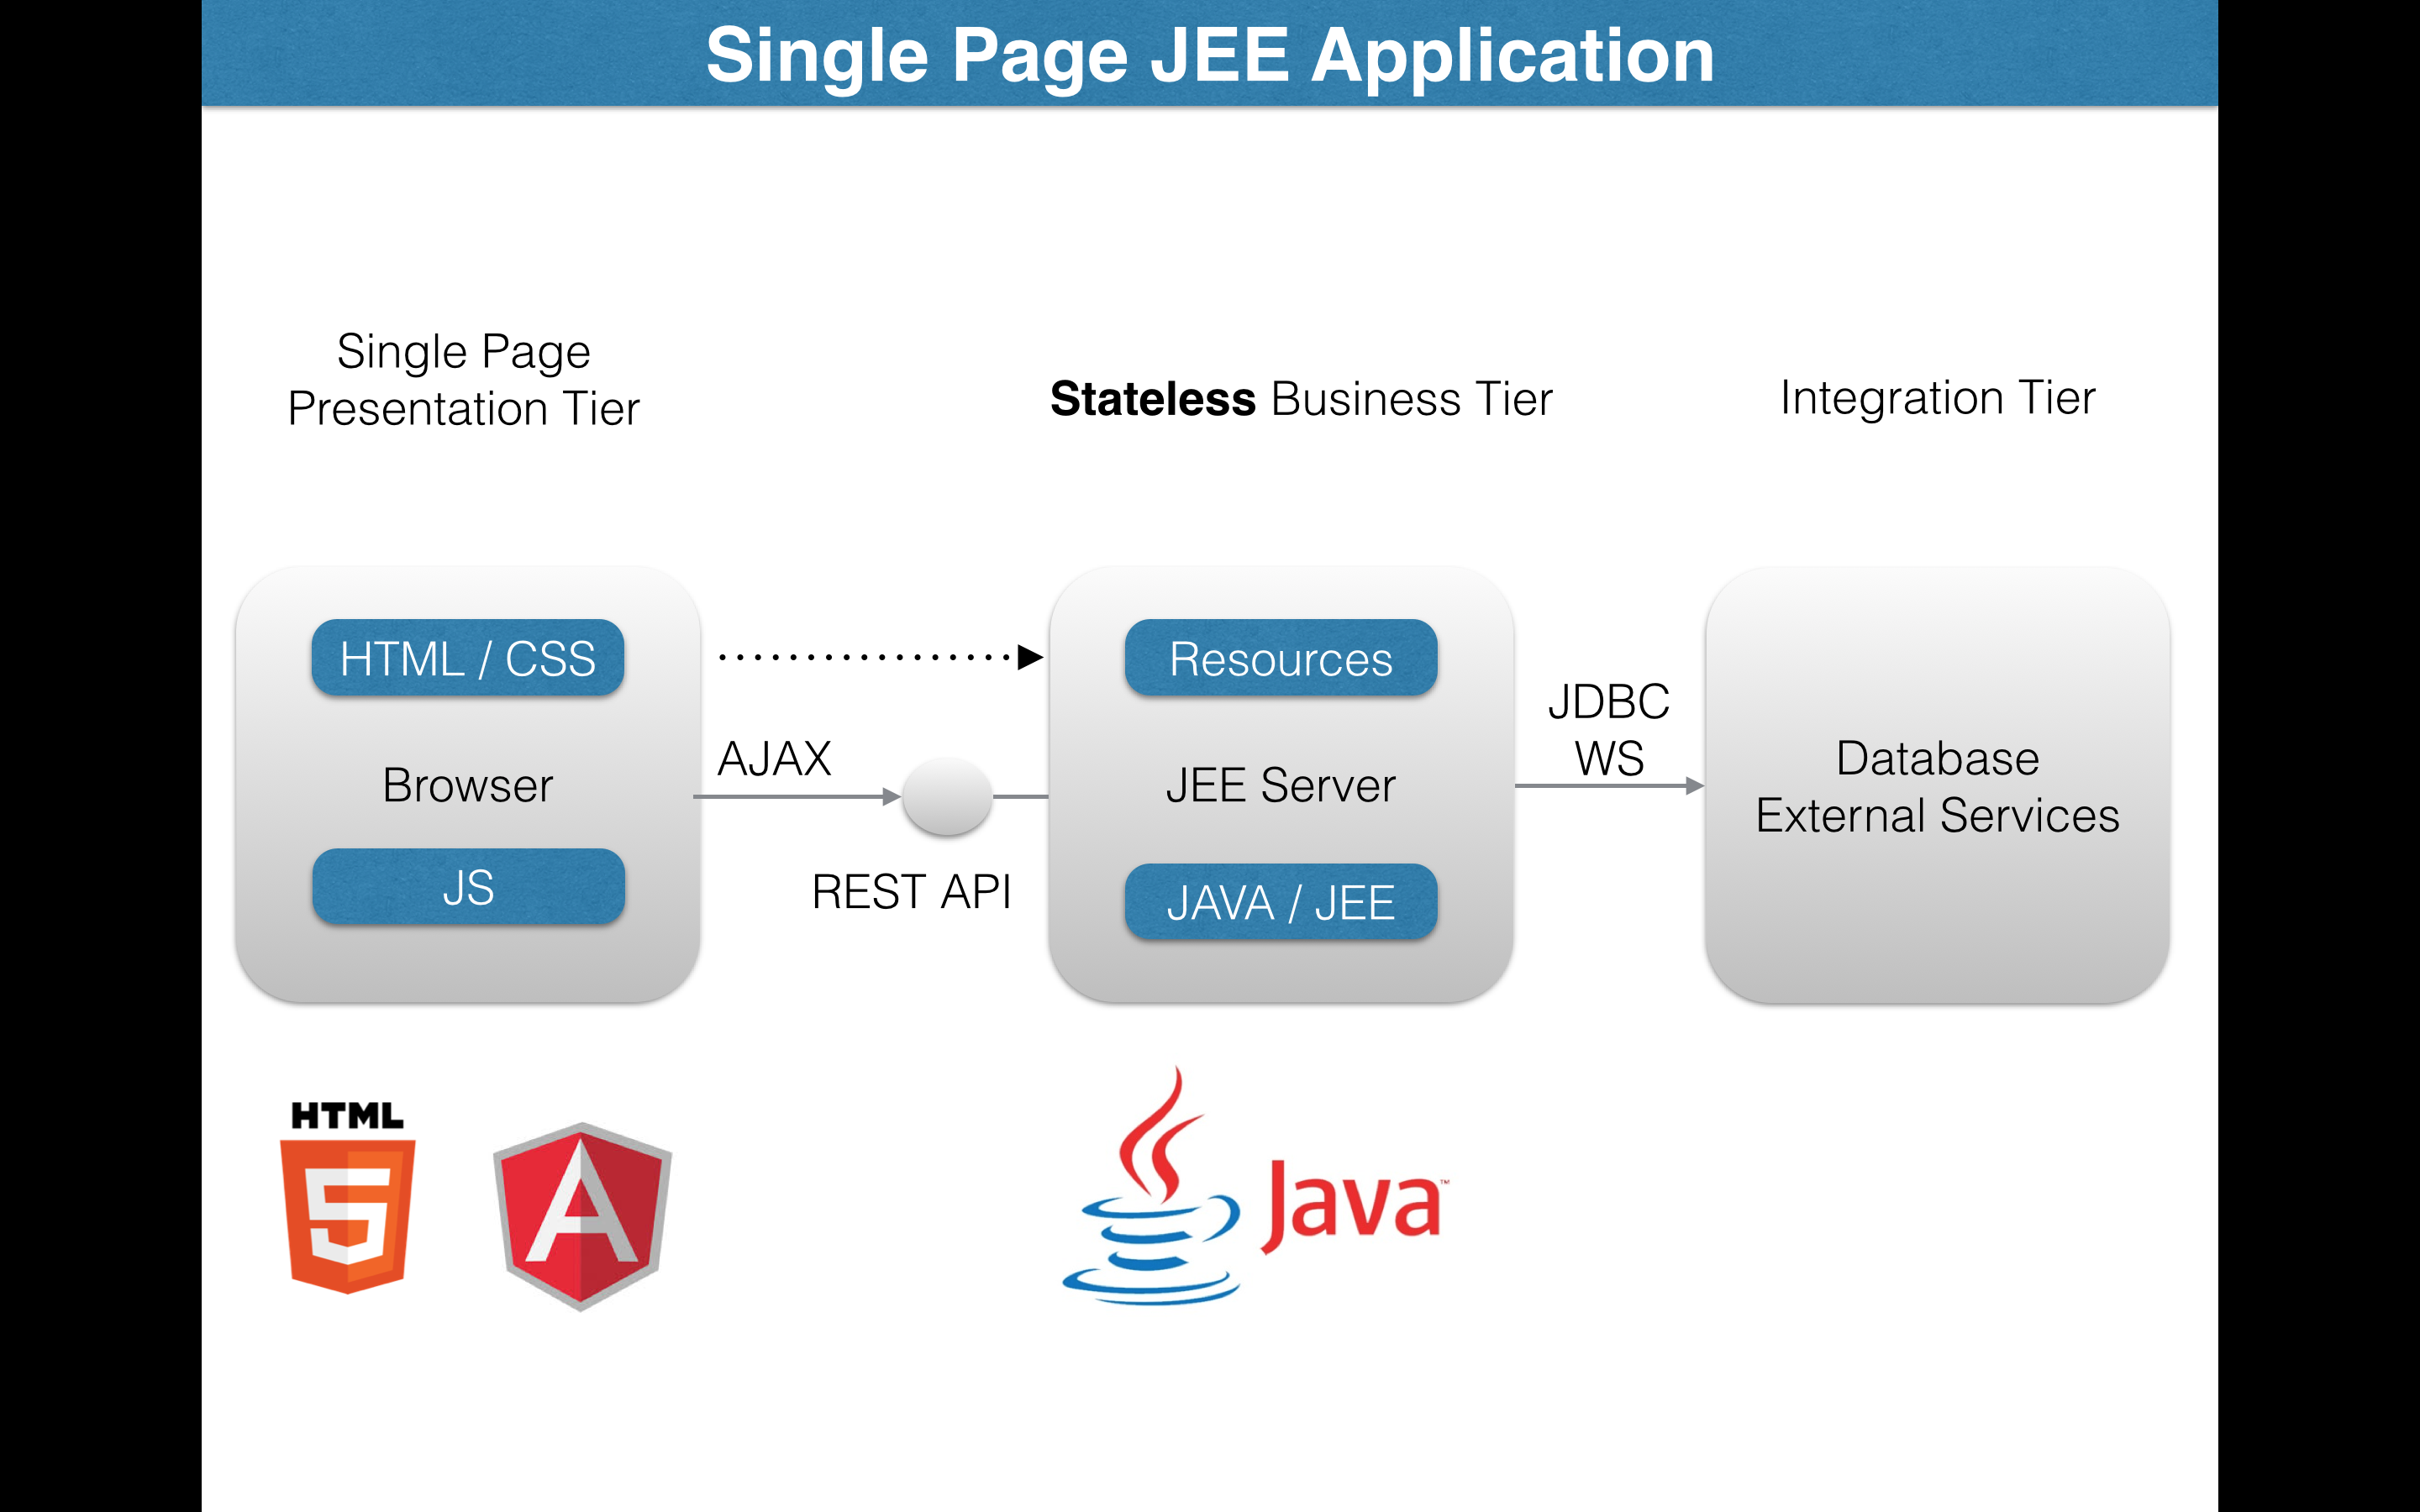 Single Page JEE Application
Single Page
Presentation Tier
Stateless Business Tier
Integration Tier
HTML / CSS
Browser
JS
AJAX
REST API
Resources
JEE Server
JAVA / JEE
JDBC
WS
Database
External Services
HTML
5
A
Java™